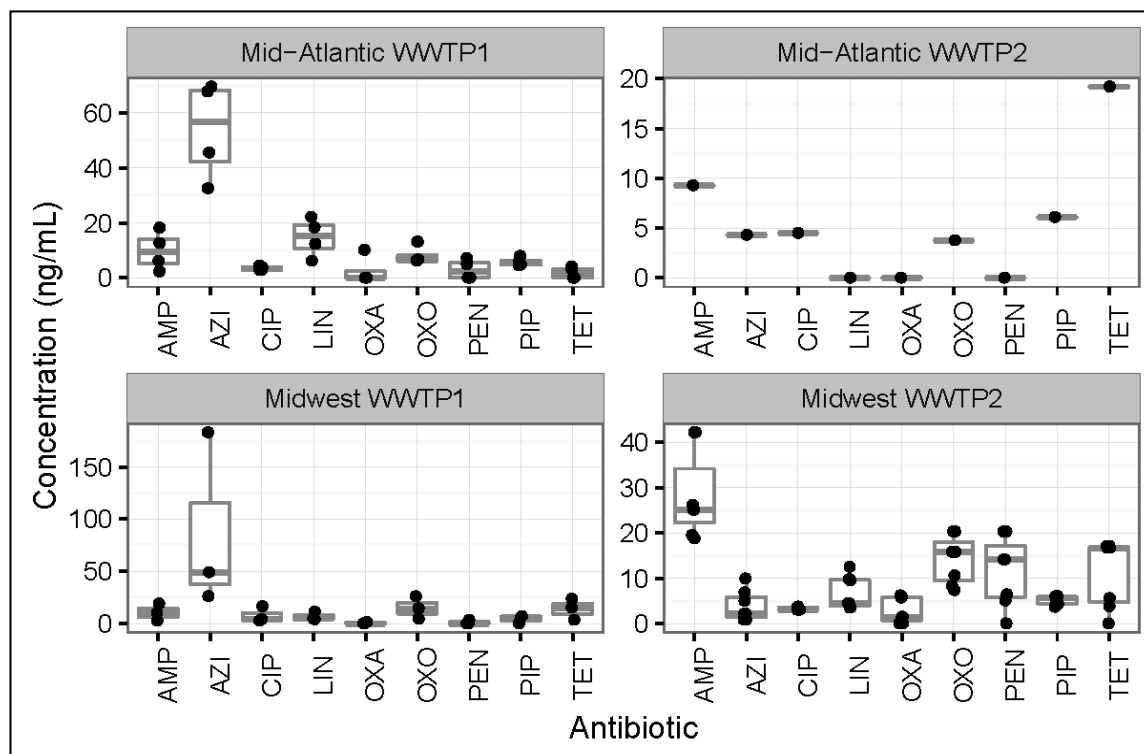 Mid−Atlantic WWTP1
Mid−Atlantic WWTP2
60
40
20
0
20
15
10
5
0
AMP AZI CIP LIN OXA OXO PEN PIP TET
AMP AZI CIP LIN OXA OXO PEN PIP TET
Midwest WWTP1
Midwest WWTP2
150
100
50
0
40
30
20
10
0
AMP AZI CIP LIN OXA OXO PEN PIP TET
AMP AZI CIP LIN OXA OXO PEN PIP TET
Concentration (ng/mL)
Antibiotic